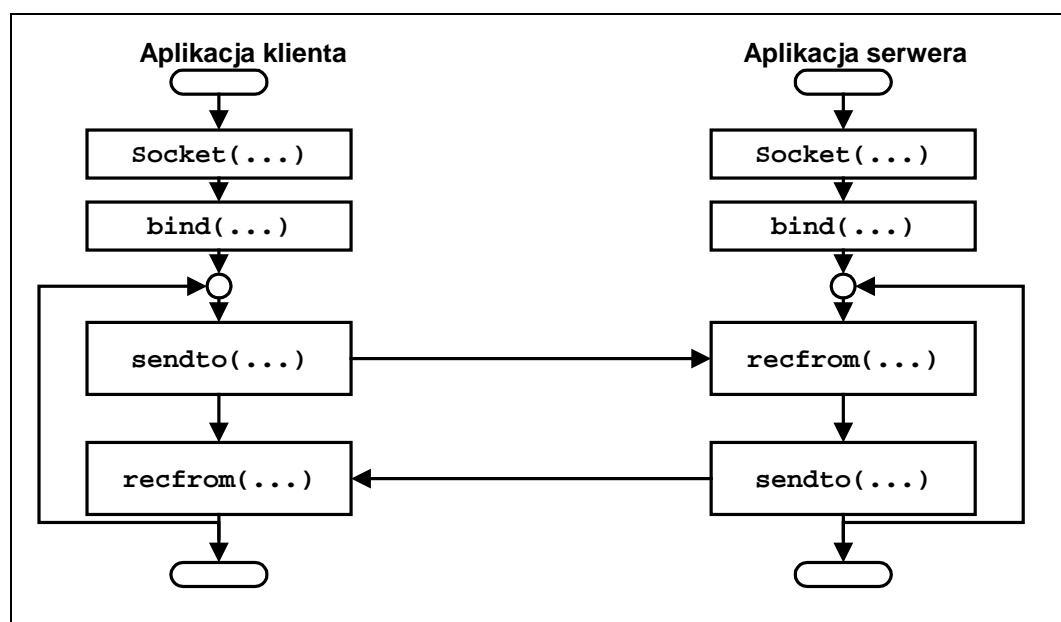 Aplikacja klienta
Socket(...)
bind(...)
sendto(...)
recfrom(...)
Aplikacja serwera
Socket(...)
bind(...)
recfrom(...)
sendto(...)